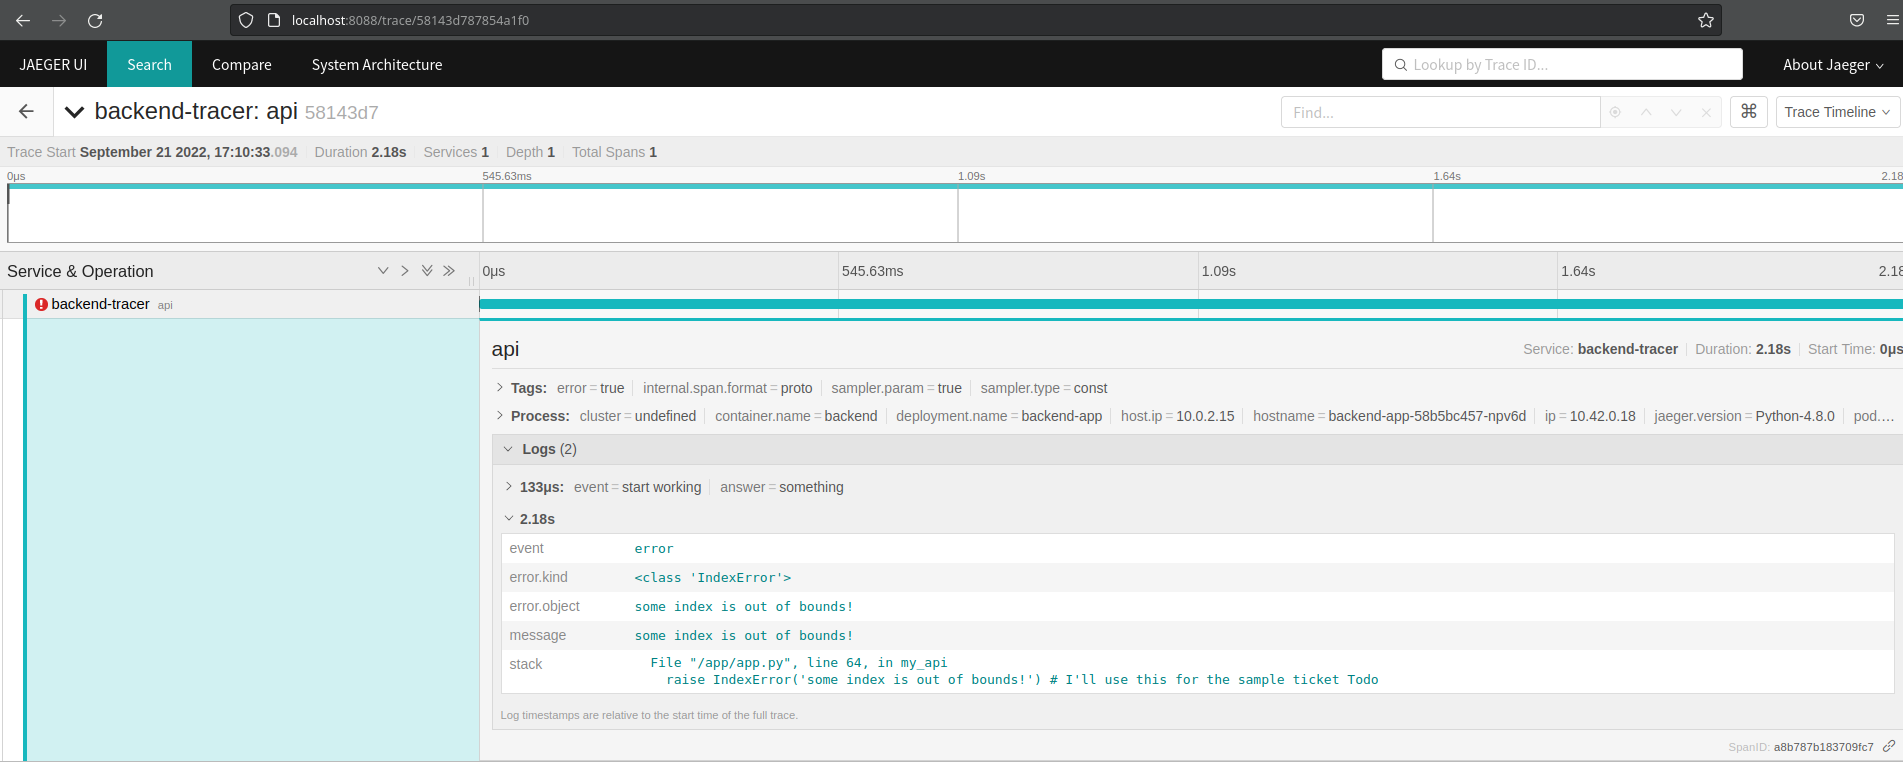 localhost:8088/trace/58143d787854a1f0
JAEGER UI Search Compare System Architecture Lookup by Trace ID... About Jaeger
backend-tracer: api 58143d7 Find... ⌘ Trace Timeline
Trace Start September 21 2022, 17:10:33.094 Duration 2.18s Services 1 Depth 1 Total Spans 1
0μs 545.63ms 1.09s 1.64s 2.18
Service & Operation 0μs 545.63ms 1.09s 1.64s 2.18
backend-tracer api
api Service: backend-tracer Duration: 2.18s Start Time: 0μs
Tags: error = true internal.span.format = proto sampler.param = true sampler.type = const
Process: cluster = undefined container.name = backend deployment.name = backend-app host.ip = 10.0.2.15 hostname = backend-app-58b5bc457-npv6d ip = 10.42.0.18 jaeger.version = Python-4.8.0 pod....
Logs (2)
133μs: event = start working answer = something
2.18s
event error
error.kind <class 'IndexError'>
error.object some index is out of bounds!
message some index is out of bounds!
stack File "/app/app.py", line 64, in my_api
raise IndexError('some index is out of bounds!') # I'll use this for the sample ticket Todo
Log timestamps are relative to the start time of the full trace.
SpanID: a8b787b183709fc7